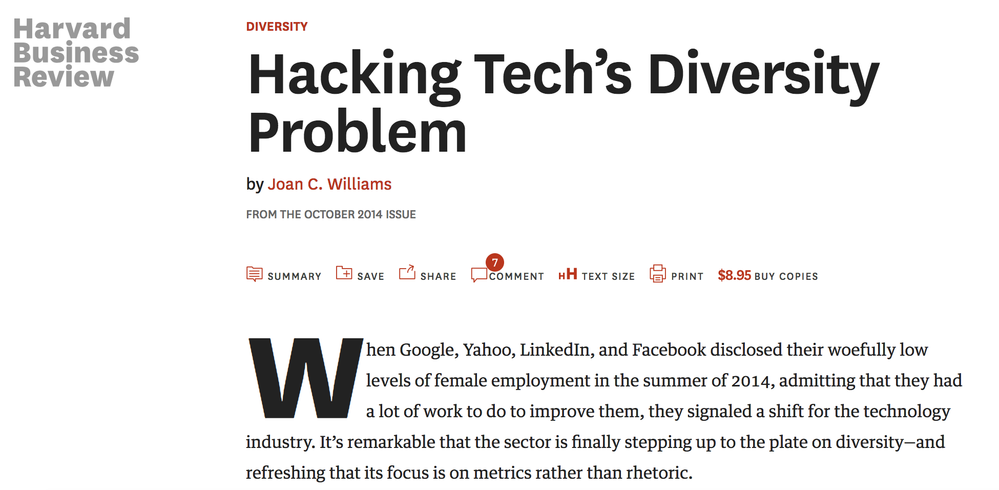 Harvard
Business
Review
DIVERSITY
Hacking Tech’s Diversity
Problem
by Joan C. Williams
FROM THE OCTOBER 2014 ISSUE
SUMMARY SAVE SHARE 7 COMMENT HH TEXT SIZE PRINT $8.95 BUY COPIES
When Google, Yahoo, LinkedIn, and Facebook disclosed their woefully low
levels of female employment in the summer of 2014, admitting that they had
a lot of work to do to improve them, they signaled a shift for the technology
industry. It’s remarkable that the sector is finally stepping up to the plate on diversity—and
refreshing that its focus is on metrics rather than rhetoric.